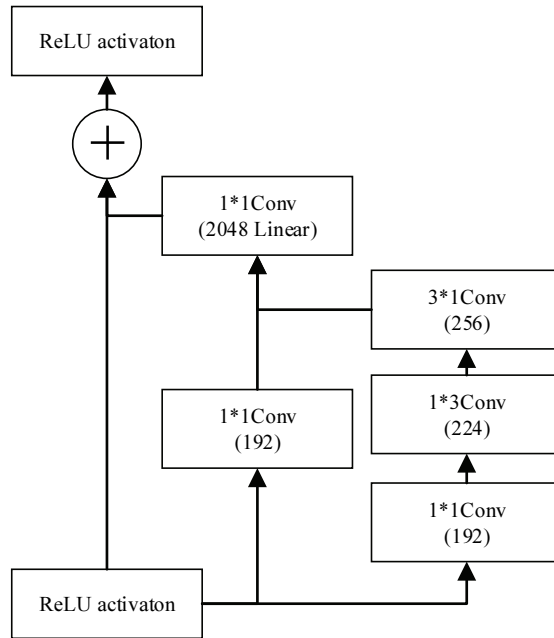 ReLU activaton
+
1*1Conv
(2048 Linear)
3*1Conv
(256)
1*1Conv
(192)
1*3Conv
(224)
1*1Conv
(192)
ReLU activaton